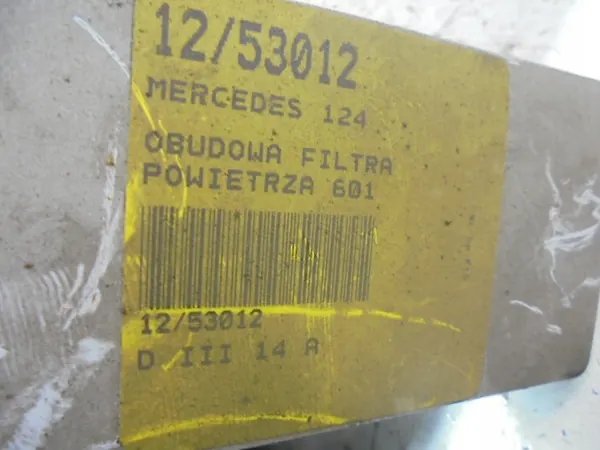 12/53012
MERCEDES 124
OBUDOWA FILTRA
POWIETRZA 601
12/53012
D III 14 A